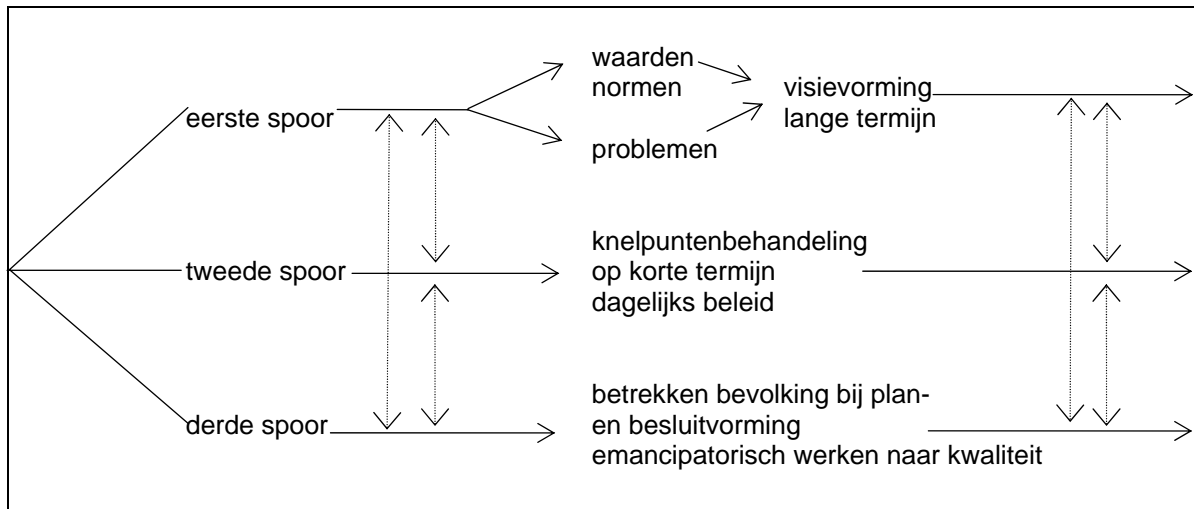 eerste spoor
waarden
normen
problemen
visievorming
lange termijn
tweede spoor
knelpuntenbehandeling
op korte termijn
dagelijks beleid
derde spoor
betrekken bevolking bij plan-
en besluitvorming
emancipatorisch werken naar kwaliteit